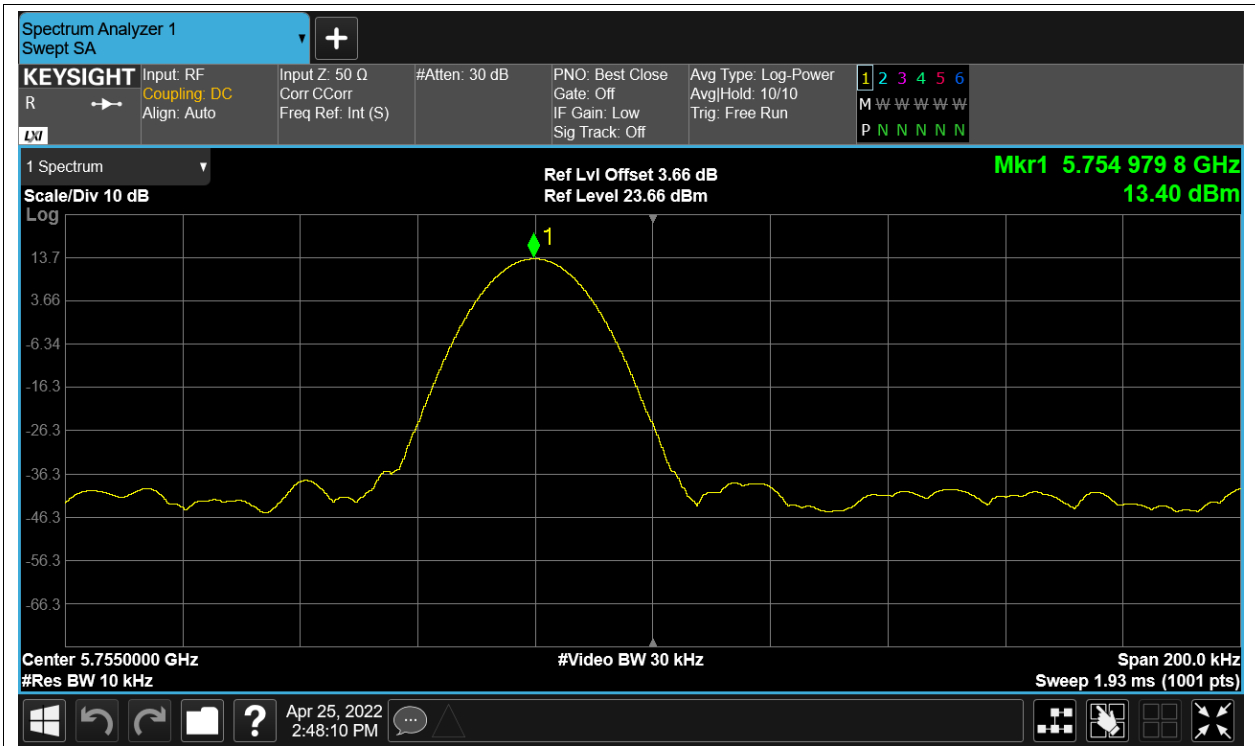 Spectrum Analyzer 1
Swept SA
KEYSIGHT
R
LXI
Input: RF
Coupling: DC
Align: Auto
Input Z: 50 Ω
Corr CCorr
Freq Ref: Int (S)
#Atten: 30 dB
PNO: Best Close
Gate: Off
IF Gain: Low
Sig Track: Off
Avg Type: Log-Power
Avg|Hold: 10/10
Trig: Free Run
1 2 3 4 5 6
M W W W W W
P N N N N N
1 Spectrum
Scale/Div 10 dB
Log
Ref Lvl Offset 3.66 dB
Ref Level 23.66 dBm
Mkr1 5.754 979 8 GHz
13.40 dBm
1
13.7
3.66
-6.34
-16.3
-26.3
-36.3
-46.3
-56.3
-66.3
Center 5.7550000 GHz
#Video BW 30 kHz
Span 200.0 kHz
#Res BW 10 kHz
Sweep 1.93 ms (1001 pts)
?
Apr 25, 2022
2:48:10 PM